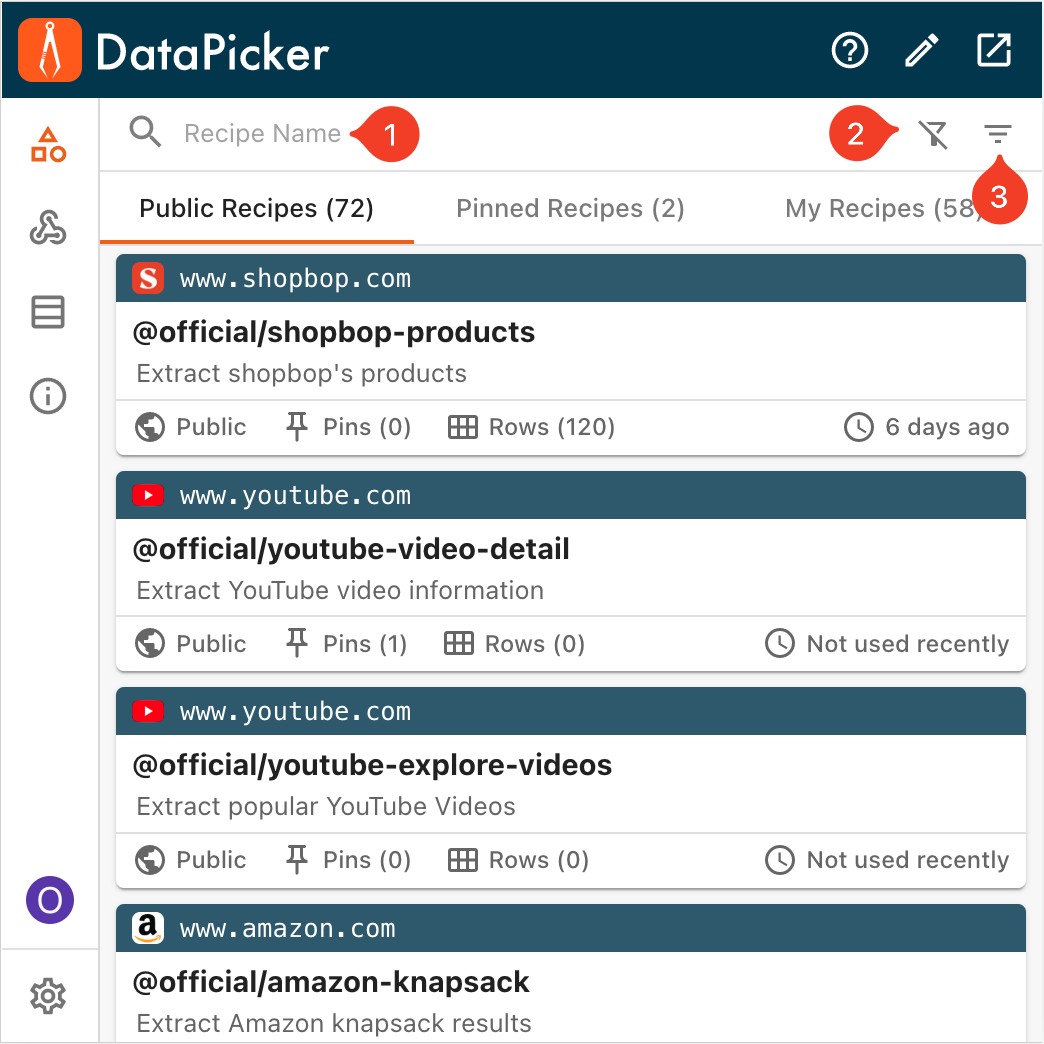 DataPicker
Recipe Name 1 2
3
Public Recipes (72) Pinned Recipes (2) My Recipes (58)
S www.shopbop.com
@official/shopbop-products
Extract shopbop's products
Public Pins (0) Rows (120) 6 days ago
www.youtube.com
@official/youtube-video-detail
Extract YouTube video information
Public Pins (1) Rows (0) Not used recently
www.youtube.com
@official/youtube-explore-videos
Extract popular YouTube Videos
Public Pins (0) Rows (0) Not used recently
O
a www.amazon.com
@official/amazon-knapsack
Extract Amazon knapsack results